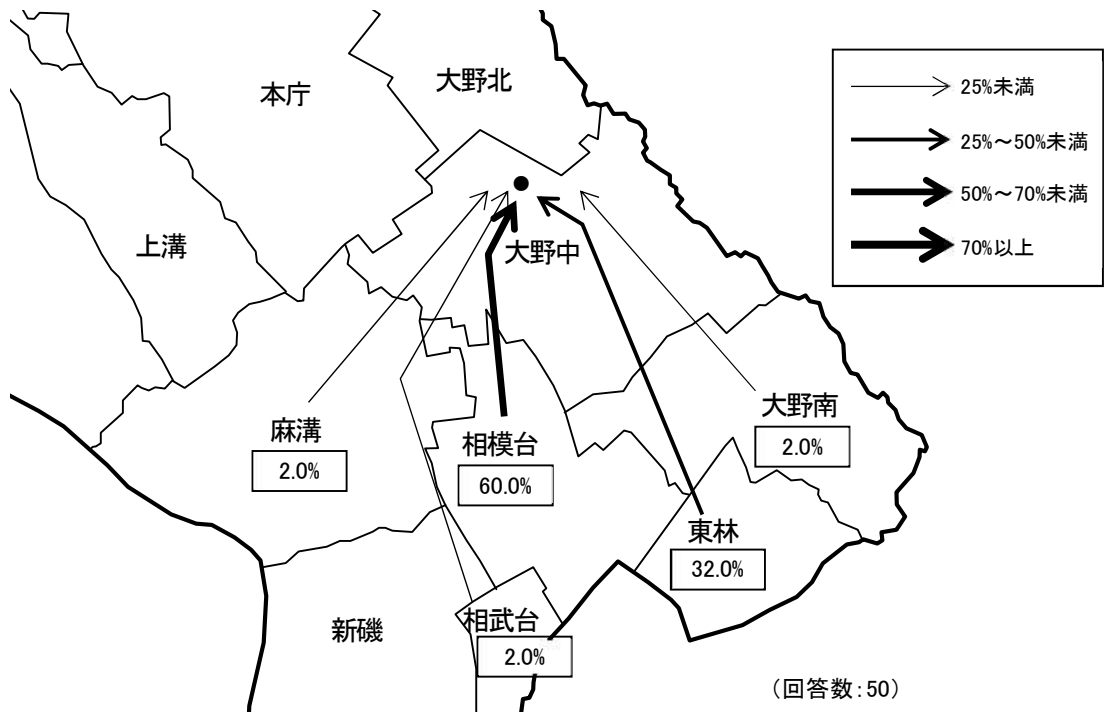 本庁
大野北
25%未満
25%～50%未満
50%～70%未満
70%以上
上溝
大野中
麻溝
2.0%
相模台
60.0%
大野南
2.0%
東林
32.0%
新磯
相武台
2.0%
（回答数：50）